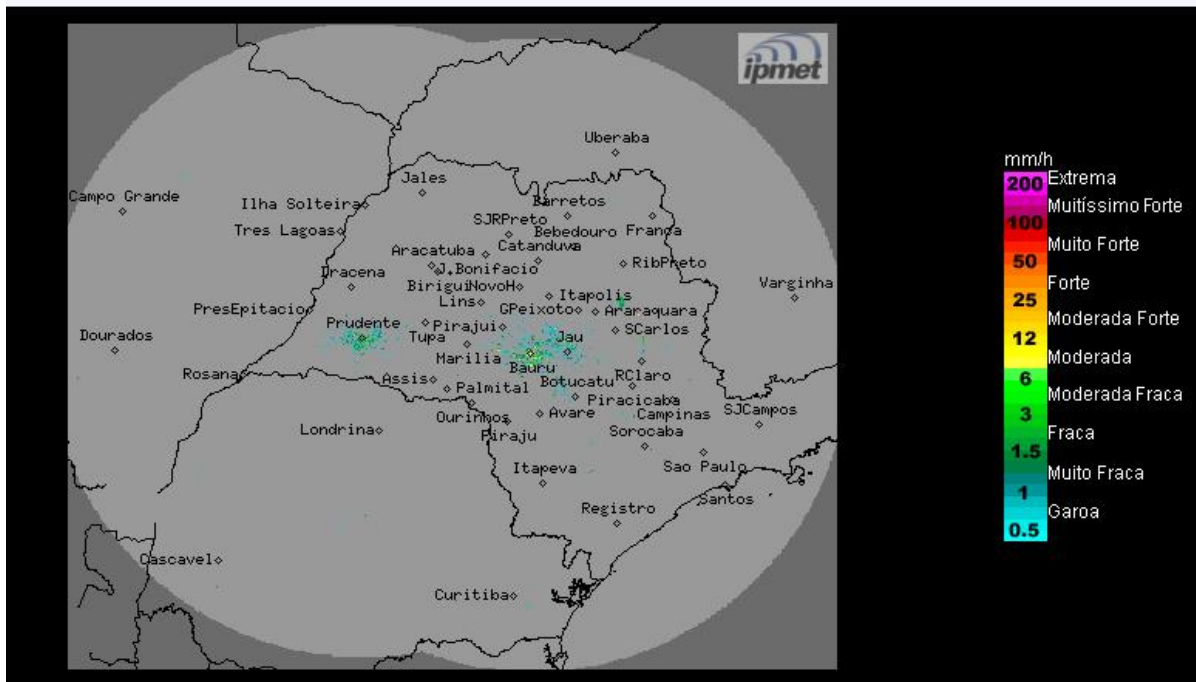 ipmet
Uberaba
Jales
Campo Grande
Ilha Solteira
Barretos
SJRPreto
Tres Lagoas
Bebedouro
Franca
Catanduva
Aracatuba
J.Bonifacio
RibPreto
Dracena
Varginha
Birigui
NovoH
Itapolis
Lins
PresEpitacio
GPeixoto
Araraquara
Prudente
Pirajui
SCarlos
Dourados
Tupa
Jau
Marilia
Bauru
Rosana
Assis
Botucatu
RClaro
Palmital
Piracicaba
SJCampos
Ourinhos
Avare
Campinas
Londrina
Piraju
Sorocaba
Itapeva
Sao Paulo
Santos
Registro
Cascavel
Curitiba
mm/h
200 Extrema
Muitíssimo Forte
100
Muito Forte
50
Forte
25
Moderada Forte
12
Moderada
6
Moderada Fraca
3
Fraca
1.5
Muito Fraca
1
Garoa
0.5